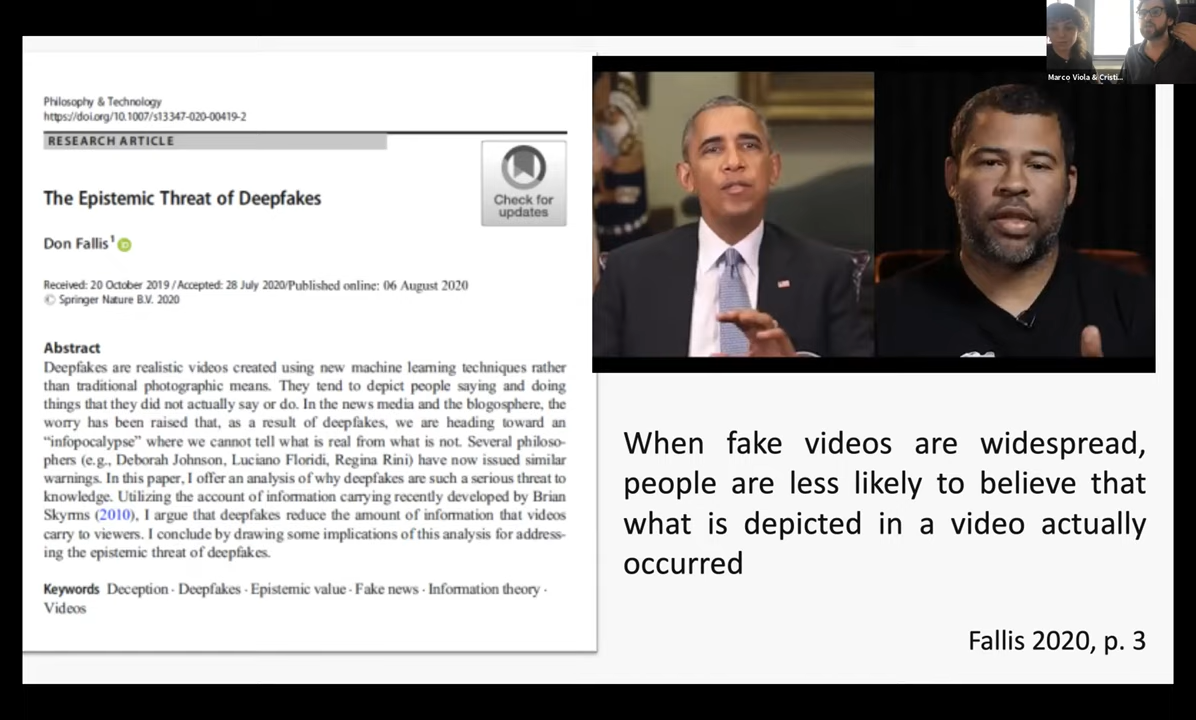 Marco Viola & Cristi...
Philosophy & Technology
https://doi.org/10.1007/s13347-020-00419-2
RESEARCH ARTICLE
Check for
updates
The Epistemic Threat of Deepfakes
Don Fallis1
Received: 20 October 2019 / Accepted: 28 July 2020/Published online: 06 August 2020
© Springer Nature B.V. 2020
Abstract
Deepfakes are realistic videos created using new machine learning techniques rather
than traditional photographic means. They tend to depict people saying and doing
things that they did not actually say or do. In the news media and the blogosphere, the
worry has been raised that, as a result of deepfakes, we are heading toward an
“infopocalypse” where we cannot tell what is real from what is not. Several philoso-
phers (e.g., Deborah Johnson, Luciano Floridi, Regina Rini) have now issued similar
warnings. In this paper, I offer an analysis of why deepfakes are such a serious threat to
knowledge. Utilizing the account of information carrying recently developed by Brian
Skyrms (2010), I argue that deepfakes reduce the amount of information that videos
carry to viewers. I conclude by drawing some implications of this analysis for address-
ing the epistemic threat of deepfakes.
Keywords Deception · Deepfakes · Epistemic value · Fake news · Information theory ·
Videos
When fake videos are widespread,
people are less likely to believe that
what is depicted in a video actually
occurred
Fallis 2020, p. 3